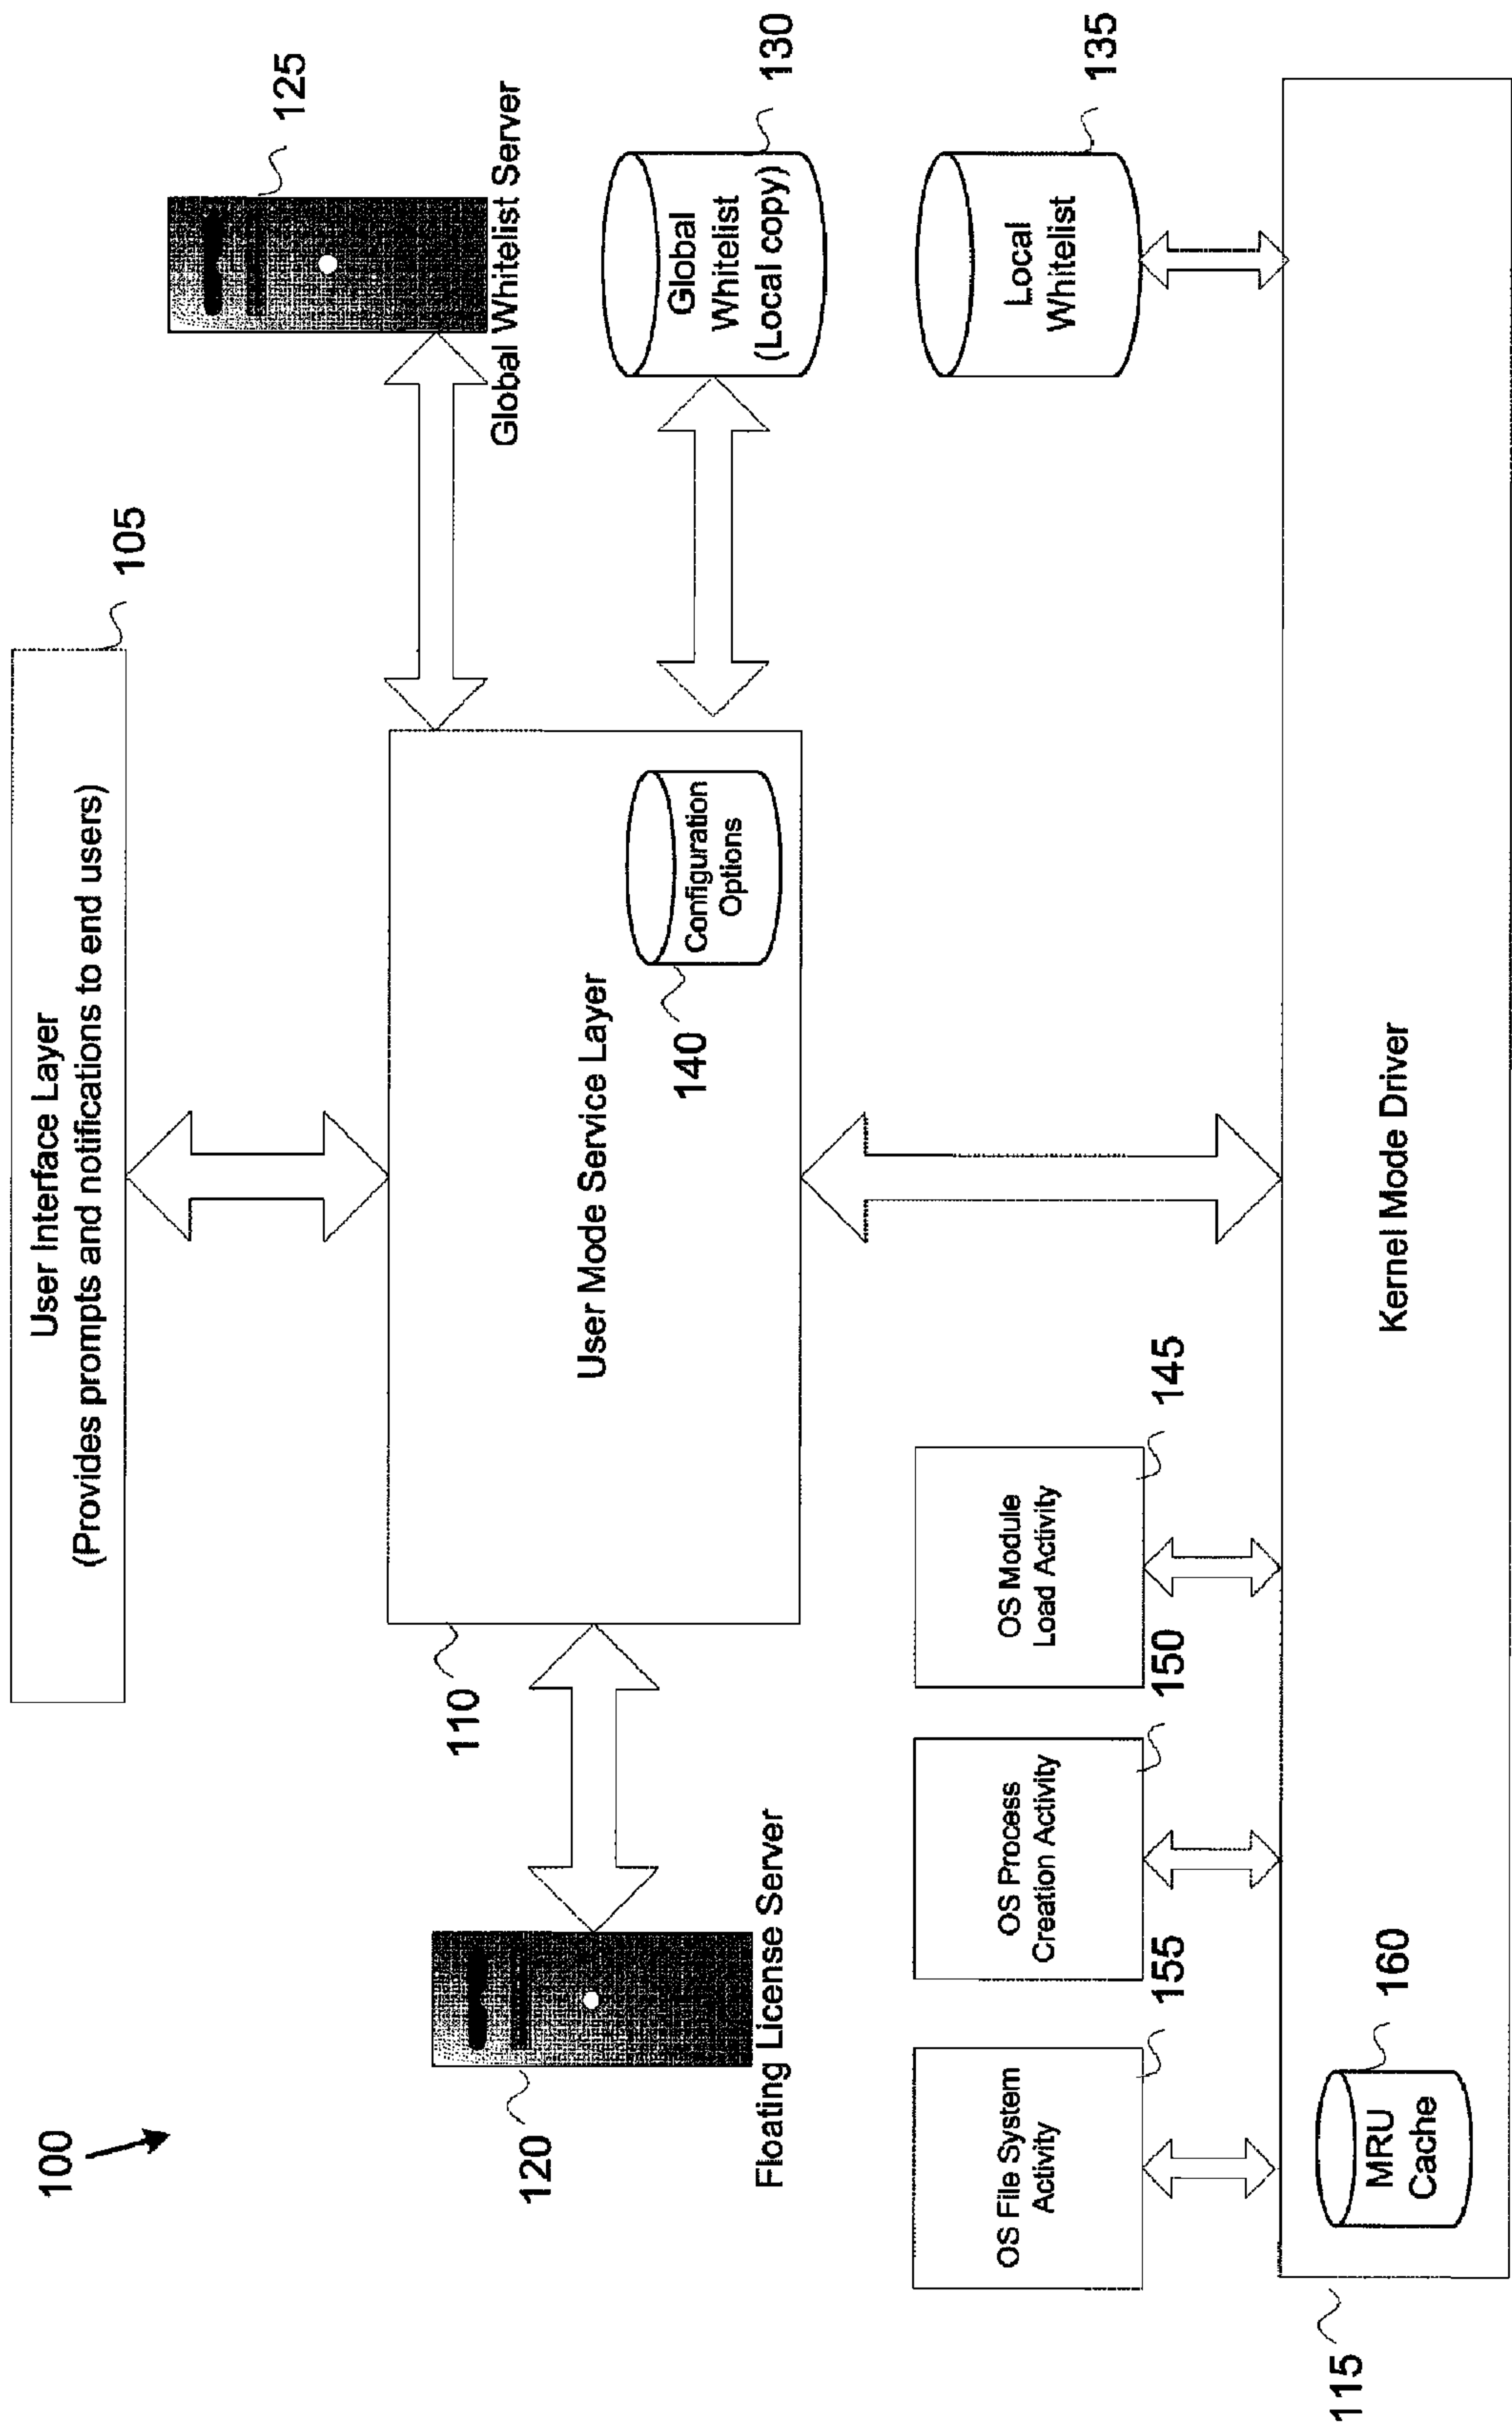 100
User Interface Layer
(Provides prompts and notifications to end users)
105
125
Global Whitelist Server
120
Floating License Server
110
User Mode Service Layer
140
Configuration
Options
Global
Whitelist
(Local copy)
130
Local
Whitelist
135
155
OS File System
Activity
150
OS Process
Creation Activity
145
OS Module
Load Activity
115
MRU
Cache
160
Kernel Mode Driver